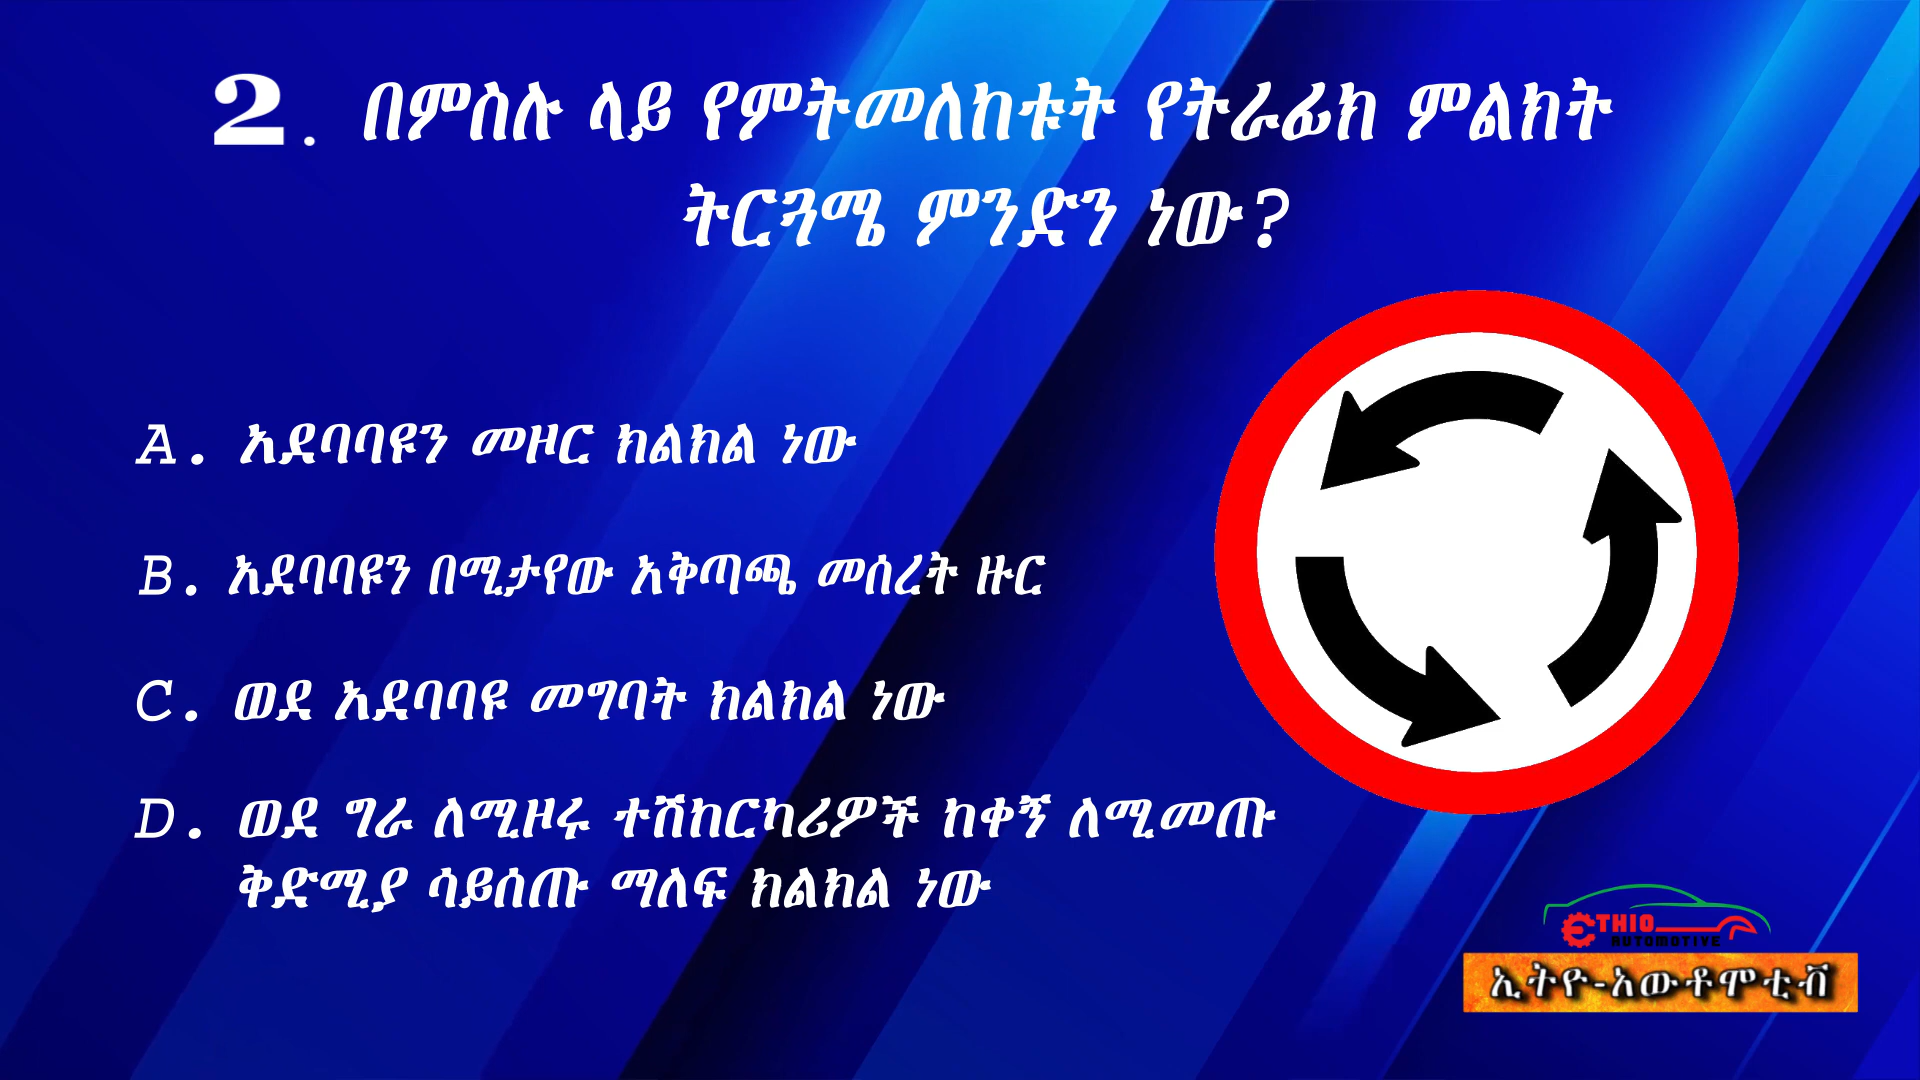 2. በምስሉ ላይ የምትመለከቱት የትራፊክ ምልክት
ትርጓሜ ምንድን ነው?
A. አደባባዩን መዞር ክልክል ነው
B. አደባባዩን በሚታየው አቅጣጫ መሰረት ዙር
C. ወደ አደባባዩ መግባት ክልክል ነው
D. ወደ ግራ ለሚዞሩ ተሽከርካሪዎች ከቀኝ ለሚመጡ
ቅድሚያ ሳይሰጡ ማለፍ ክልክል ነው
ETHIO
AUTOMOTIVE
ኢትዮ-አውቶሞቲቭ